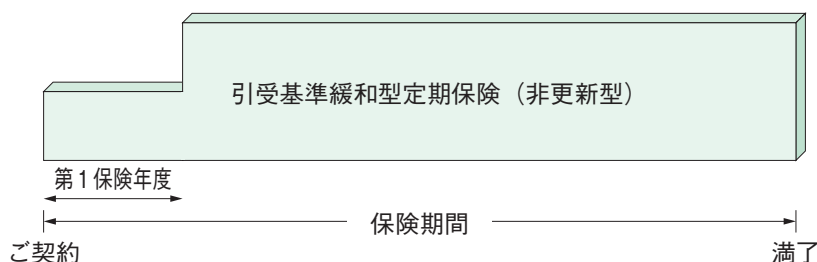 引受基準緩和型定期保険（非更新型）
第1保険年度
保険期間
ご契約
満了